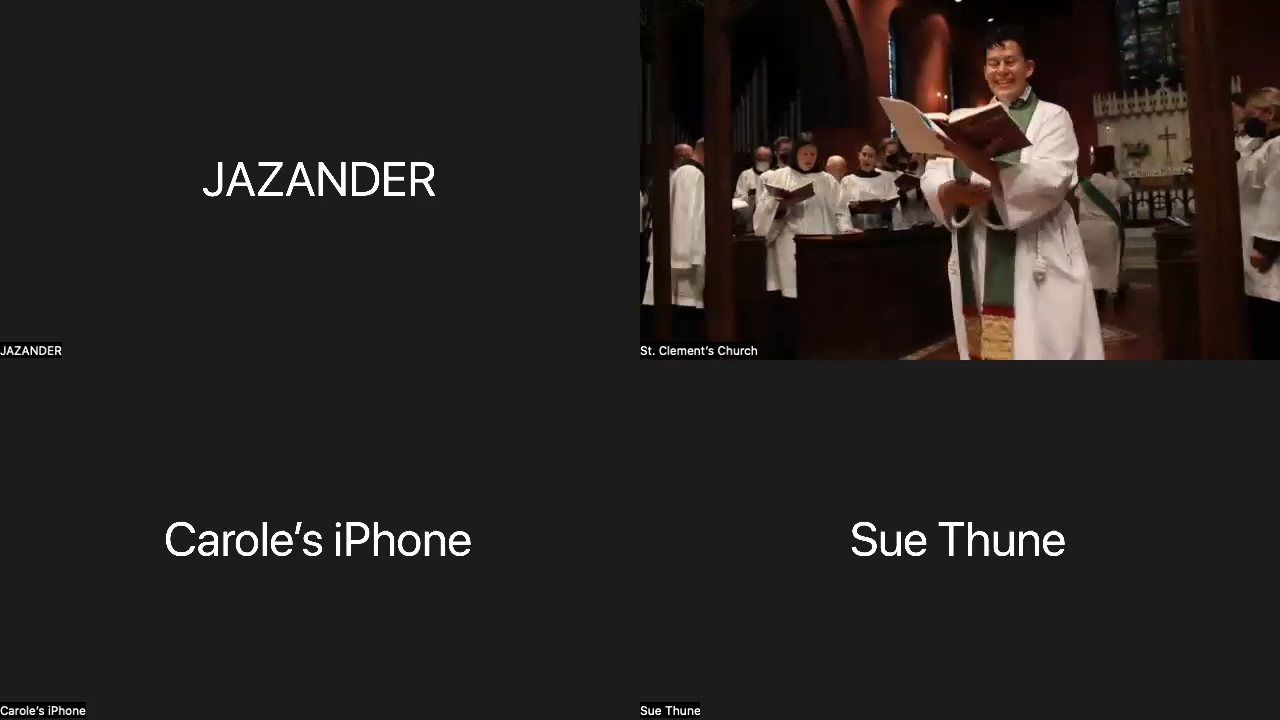 JAZANDER
JAZANDER
St. Clement's Church
Carole's iPhone
Sue Thune
Carole's iPhone
Sue Thune